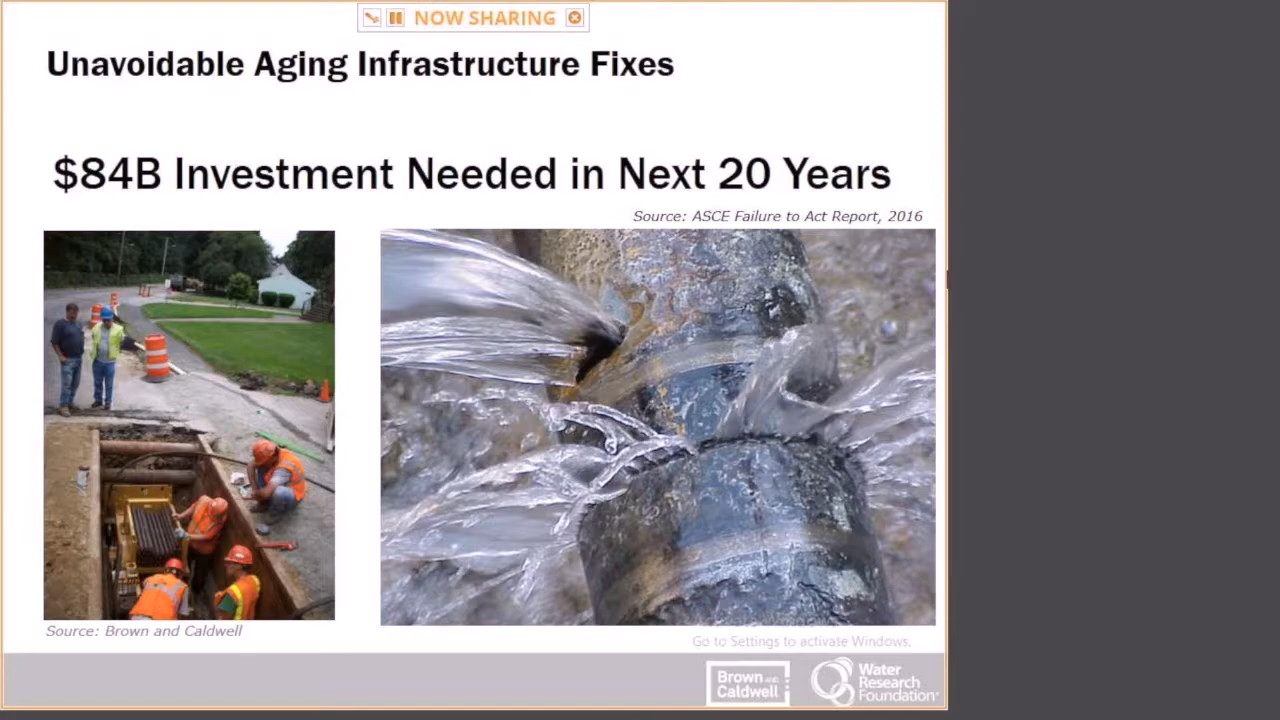 NOW SHARING
Unavoidable Aging Infrastructure Fixes
$84B Investment Needed in Next 20 Years
Source: ASCE Failure to Act Report, 2016
Source: Brown and Caldwell
Go to Settings to activate Windows.
Brown AND
Caldwell
Water
Research
Foundation